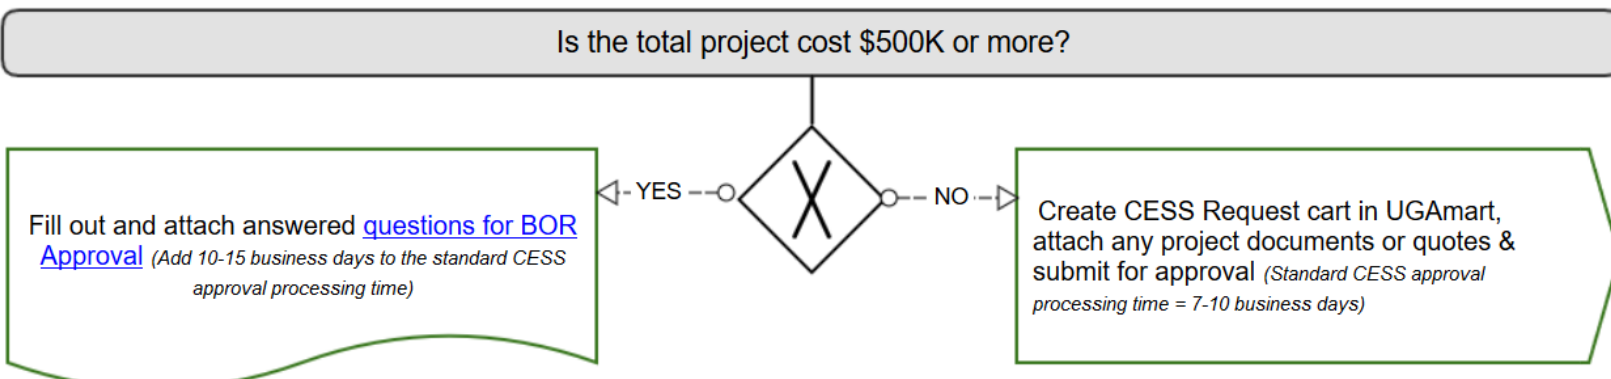 Is the total project cost $500K or more?
YES
NO
Fill out and attach answered questions for BOR
Approval (Add 10-15 business days to the standard CESS
approval processing time)
Create CESS Request cart in UGAmart,
attach any project documents or quotes &
submit for approval (Standard CESS approval
processing time = 7-10 business days)